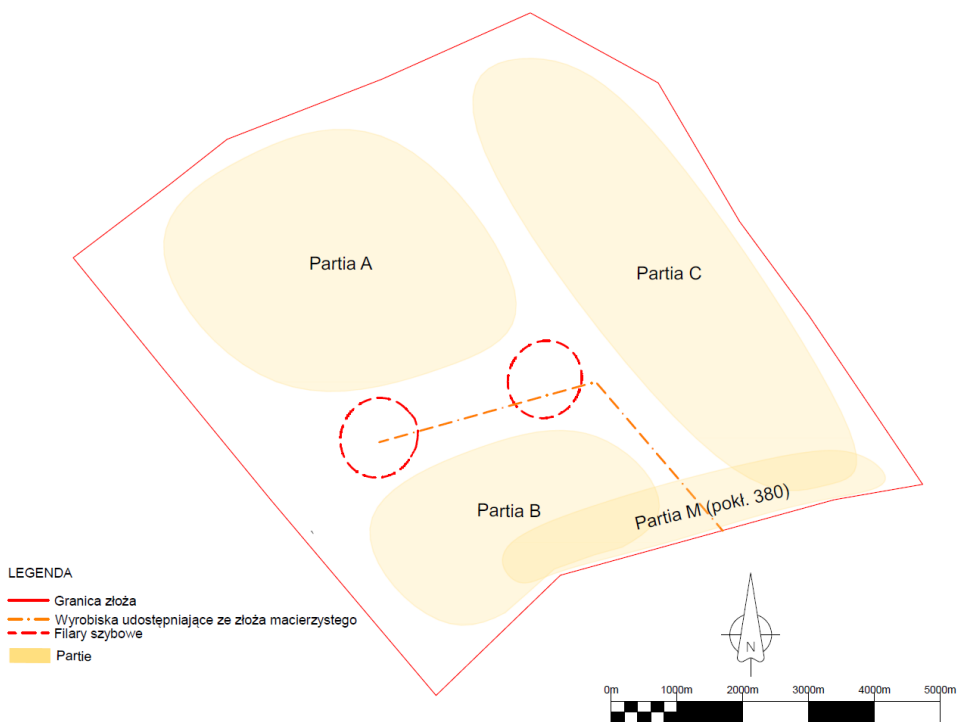 Partia A
Partia C
Partia B
Partia M (pokł. 380)
LEGENDA
Granica złoża
Wyrobiska udostępniające ze złoża macierzystego
Filary szybowe
Partie
N
0m 1000m 2000m 3000m 4000m 5000m